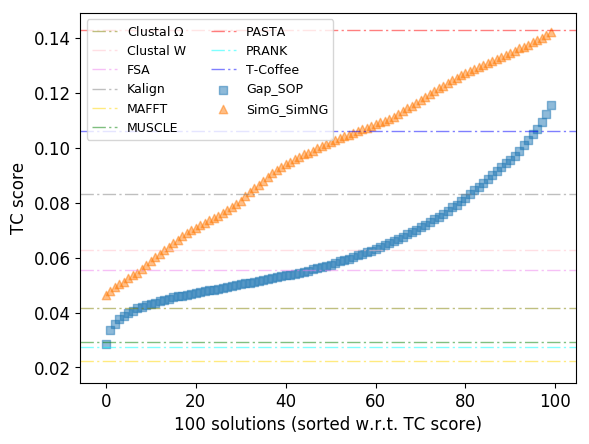 0.14
0.12
0.10
0.08
0.06
0.04
0.02
TC score
Clustal Ω
Clustal W
FSA
Kalign
MAFFT
MUSCLE
PASTA
PRANK
T-Coffee
Gap_SOP
SimG_SimNG
0
20
40
60
80
100
100 solutions (sorted w.r.t. TC score)